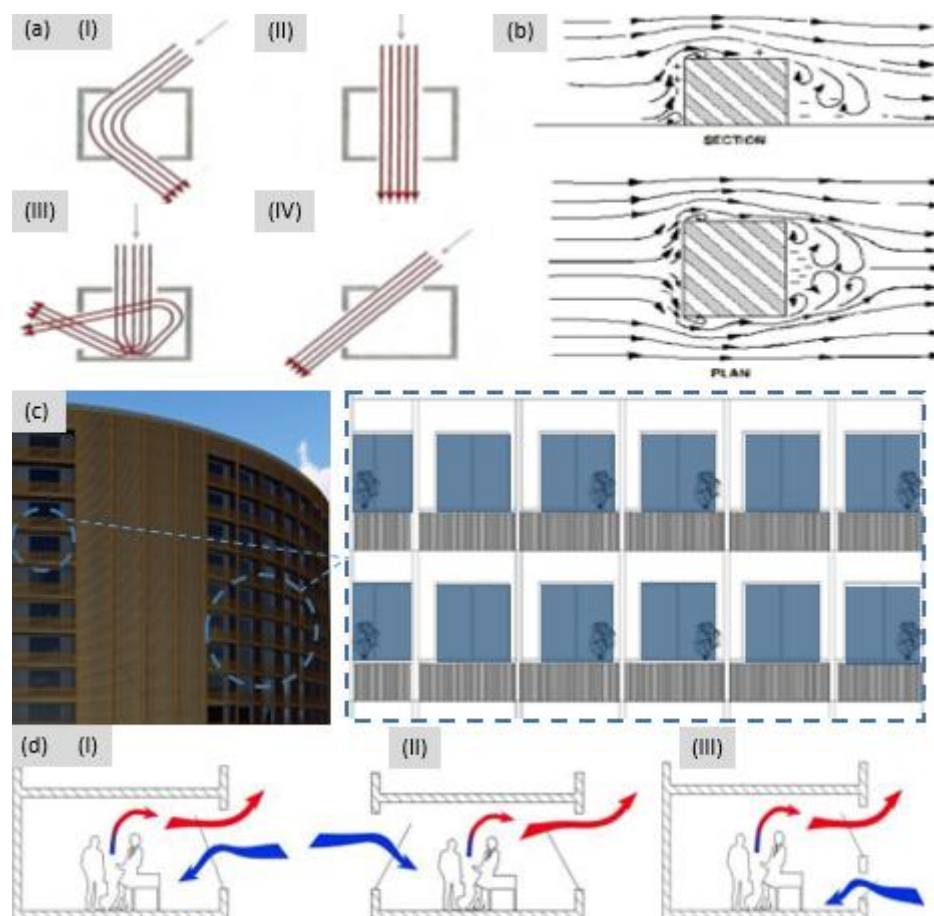 (a) (I)
(II)
(b)
SECTION
(III)
(IV)
PLAN
(c)
(d) (I)
(II)
(III)